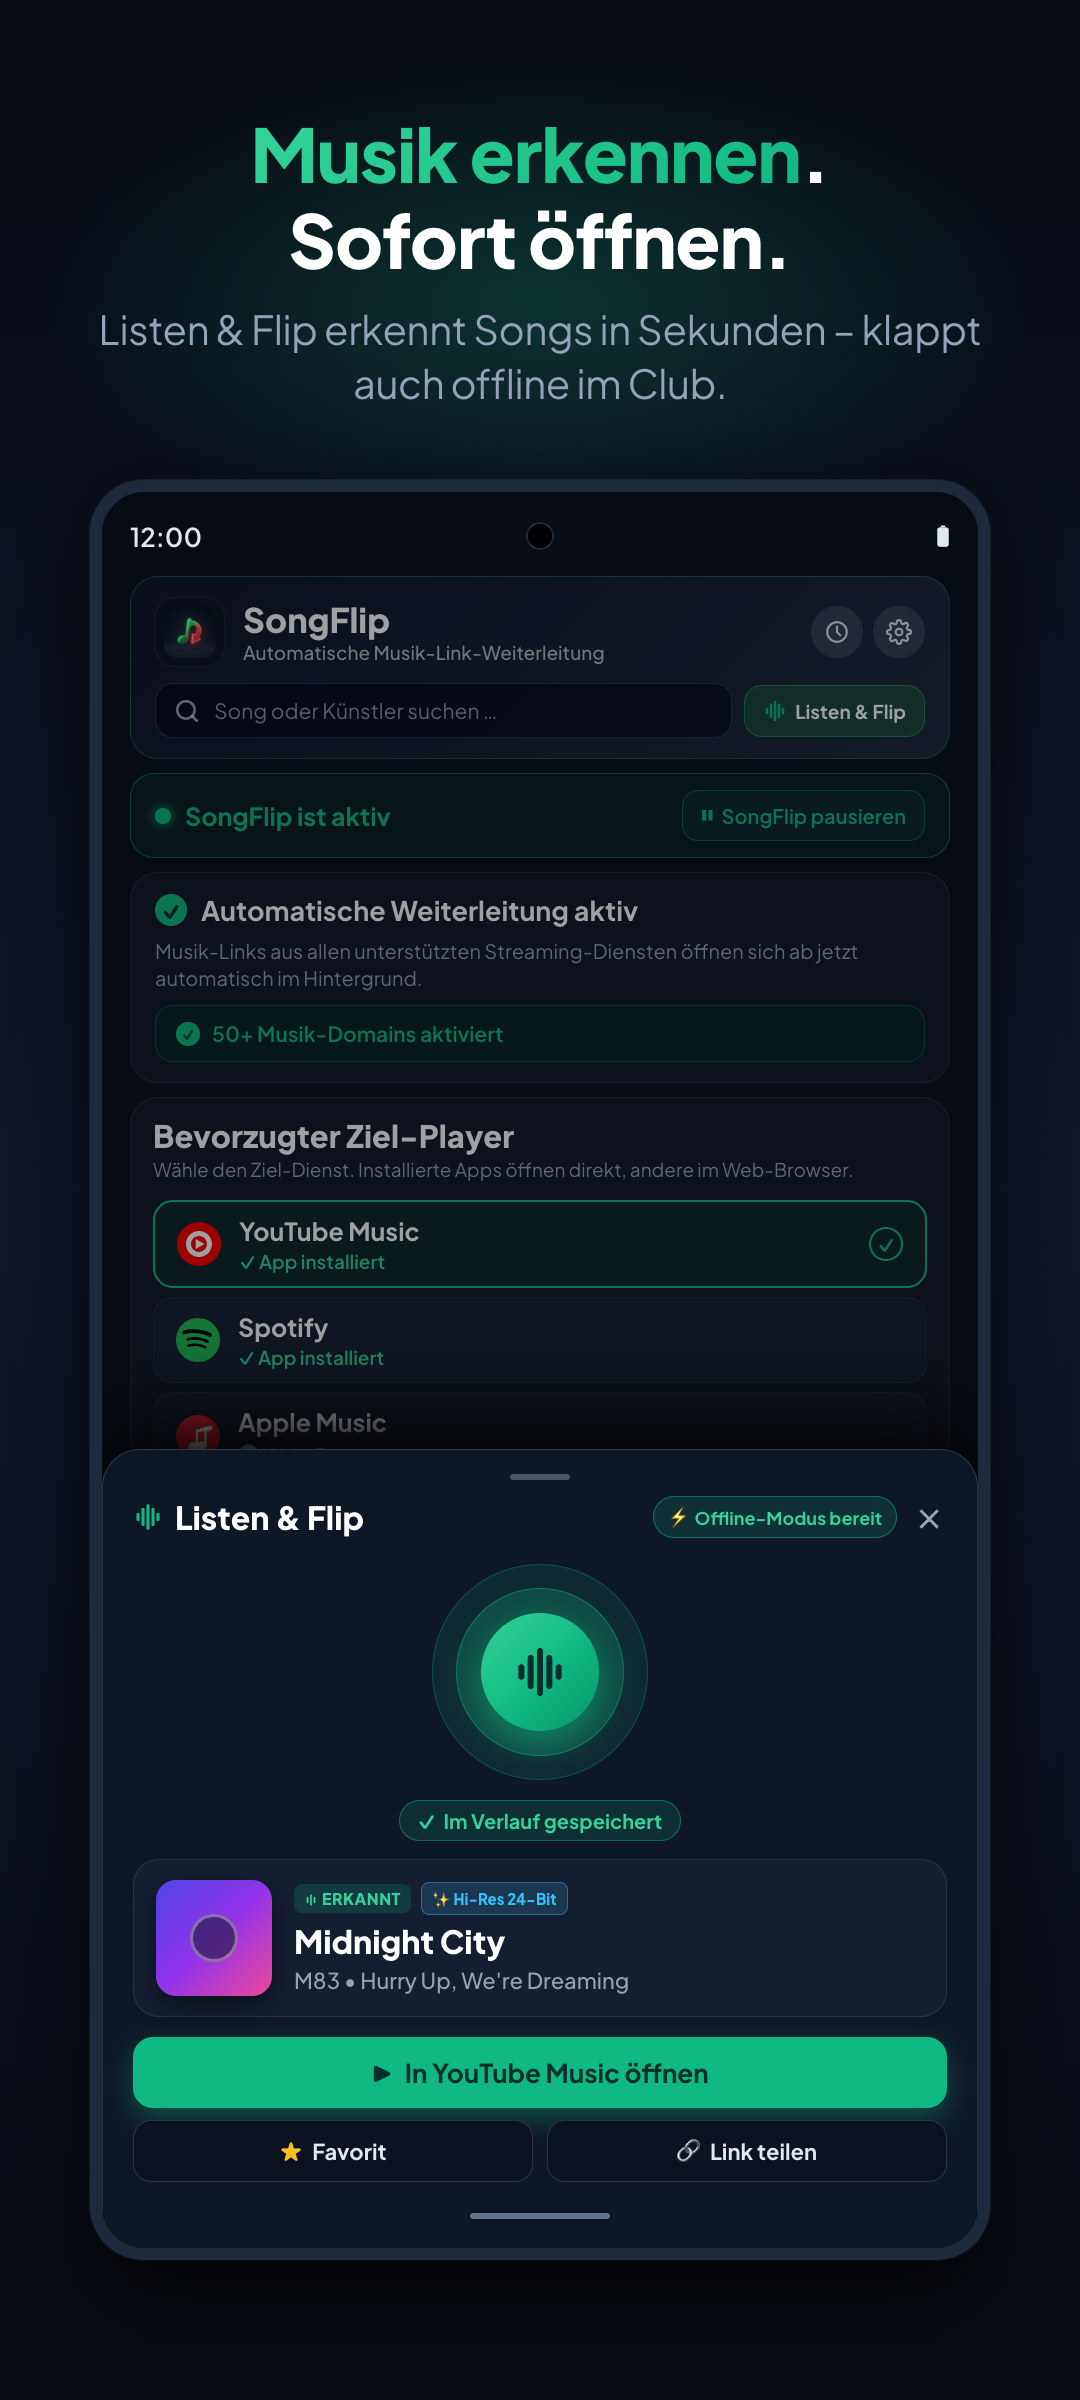 Musik erkennen.
Sofort öffnen.
Listen & Flip erkennt Songs in Sekunden – klappt
auch offline im Club.
12:00
SongFlip
Automatische Musik-Link-Weiterleitung
Song oder Künstler suchen ...
Listen & Flip
SongFlip ist aktiv
SongFlip pausieren
Automatische Weiterleitung aktiv
Musik-Links aus allen unterstützten Streaming-Diensten öffnen sich ab jetzt
automatisch im Hintergrund.
50+ Musik-Domains aktiviert
Bevorzugter Ziel-Player
Wähle den Ziel-Dienst. Installierte Apps öffnen direkt, andere im Web-Browser.
YouTube Music
✓ App installiert
Spotify
✓ App installiert
Apple Music
Listen & Flip
⚡ Offline-Modus bereit
✓ Im Verlauf gespeichert
ERKANNT
✨ Hi-Res 24-Bit
Midnight City
M83 • Hurry Up, We're Dreaming
▶ In YouTube Music öffnen
⭐ Favorit
🔗 Link teilen